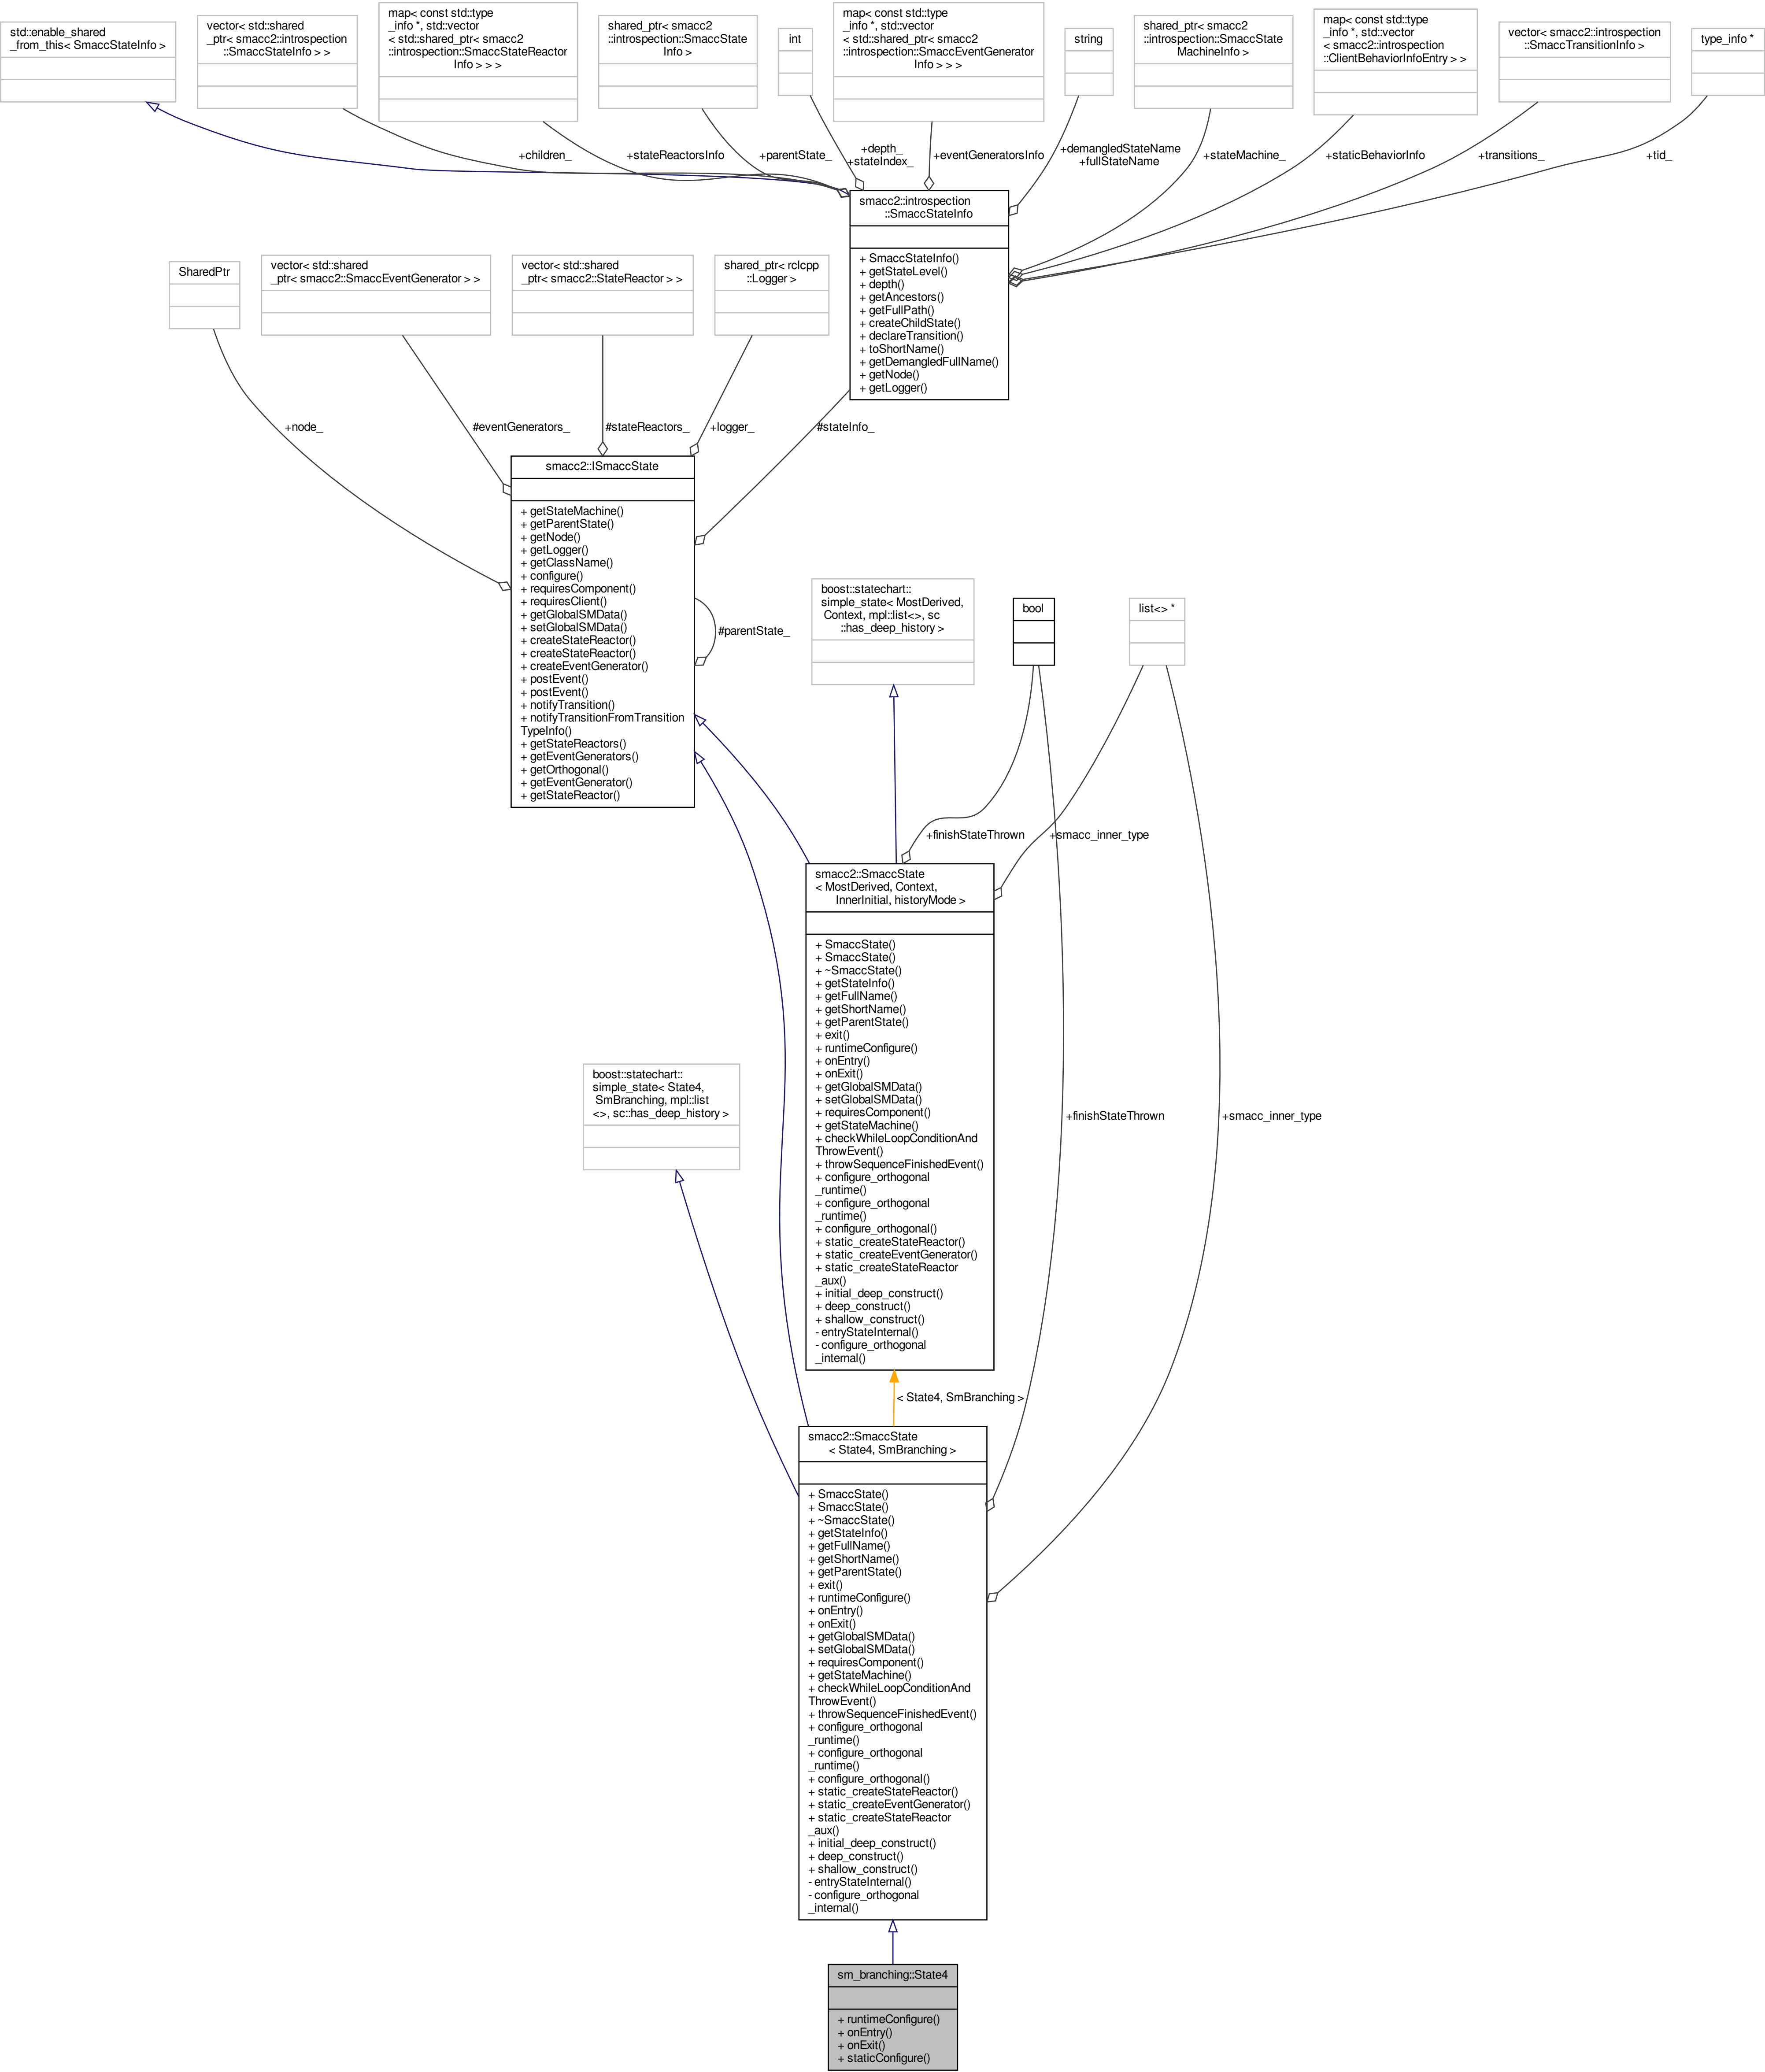 std::enable_shared
_from_this< SmaccStateInfo >
vector< std::shared
_ptr< smacc2::introspection
::SmaccStateInfo > >
map< const std::type
_info *, std::vector
< std::shared_ptr< smacc2
::introspection::SmaccStateReactor
Info > > >
shared_ptr< smacc2
::introspection::SmaccState
Info >
int
map< const std::type
_info *, std::vector
< std::shared_ptr< smacc2
::introspection::SmaccEventGenerator
Info > > >
string
shared_ptr< smacc2
::introspection::SmaccState
MachineInfo >
map< const std::type
_info *, std::vector
< smacc2::introspection
::ClientBehaviorInfoEntry > >
vector< smacc2::introspection
::SmaccTransitionInfo >
type_info *
+children_
+stateReactorsInfo
+parentState_
+depth_
+stateIndex_
+eventGeneratorsInfo
+demangledStateName
+fullStateName
+stateMachine_
+staticBehaviorInfo
+transitions_
+tid_
smacc2::introspection
::SmaccStateInfo
+ SmaccStateInfo()
+ getStateLevel()
+ depth()
+ getAncestors()
+ getFullPath()
+ createChildState()
+ declareTransition()
+ toShortName()
+ getDemangledFullName()
+ getNode()
+ getLogger()
SharedPtr
vector< std::shared
_ptr< smacc2::SmaccEventGenerator > >
vector< std::shared
_ptr< smacc2::StateReactor > >
shared_ptr< rclcpp
::Logger >
+node_
#eventGenerators_
#stateReactors_
+logger_
#stateInfo_
smacc2::ISmaccState
+ getStateMachine()
+ getParentState()
+ getNode()
+ getLogger()
+ getClassName()
+ configure()
+ requiresComponent()
+ requiresClient()
+ getGlobalSMData()
+ setGlobalSMData()
+ createStateReactor()
+ createStateReactor()
+ createEventGenerator()
+ postEvent()
+ postEvent()
+ notifyTransition()
+ notifyTransitionFromTransition
TypeInfo()
+ getStateReactors()
+ getEventGenerators()
+ getOrthogonal()
+ getEventGenerator()
+ getStateReactor()
#parentState_
boost::statechart::
simple_state< MostDerived,
Context, mpl::list<>, sc
::has_deep_history >
bool
list<> *
+finishStateThrown
+smacc_inner_type
smacc2::SmaccState
< MostDerived, Context,
InnerInitial, historyMode >
+ SmaccState()
+ SmaccState()
+ ~SmaccState()
+ getStateInfo()
+ getFullName()
+ getShortName()
+ getParentState()
+ exit()
+ runtimeConfigure()
+ onEntry()
+ onExit()
+ getGlobalSMData()
+ setGlobalSMData()
+ requiresComponent()
+ getStateMachine()
+ checkWhileLoopConditionAnd
ThrowEvent()
+ throwSequenceFinishedEvent()
+ configure_orthogonal
_runtime()
+ configure_orthogonal
_runtime()
+ configure_orthogonal()
+ static_createStateReactor()
+ static_createEventGenerator()
+ static_createStateReactor
_aux()
+ initial_deep_construct()
+ deep_construct()
+ shallow_construct()
- entryStateInternal()
- configure_orthogonal
_internal()
boost::statechart::
simple_state< State4,
SmBranching, mpl::list
<>, sc::has_deep_history >
+finishStateThrown
+smacc_inner_type
< State4, SmBranching >
smacc2::SmaccState
< State4, SmBranching >
+ SmaccState()
+ SmaccState()
+ ~SmaccState()
+ getStateInfo()
+ getFullName()
+ getShortName()
+ getParentState()
+ exit()
+ runtimeConfigure()
+ onEntry()
+ onExit()
+ getGlobalSMData()
+ setGlobalSMData()
+ requiresComponent()
+ getStateMachine()
+ checkWhileLoopConditionAnd
ThrowEvent()
+ throwSequenceFinishedEvent()
+ configure_orthogonal
_runtime()
+ configure_orthogonal
_runtime()
+ configure_orthogonal()
+ static_createStateReactor()
+ static_createEventGenerator()
+ static_createStateReactor
_aux()
+ initial_deep_construct()
+ deep_construct()
+ shallow_construct()
- entryStateInternal()
- configure_orthogonal
_internal()
sm_branching::State4
+ runtimeConfigure()
+ onEntry()
+ onExit()
+ staticConfigure()